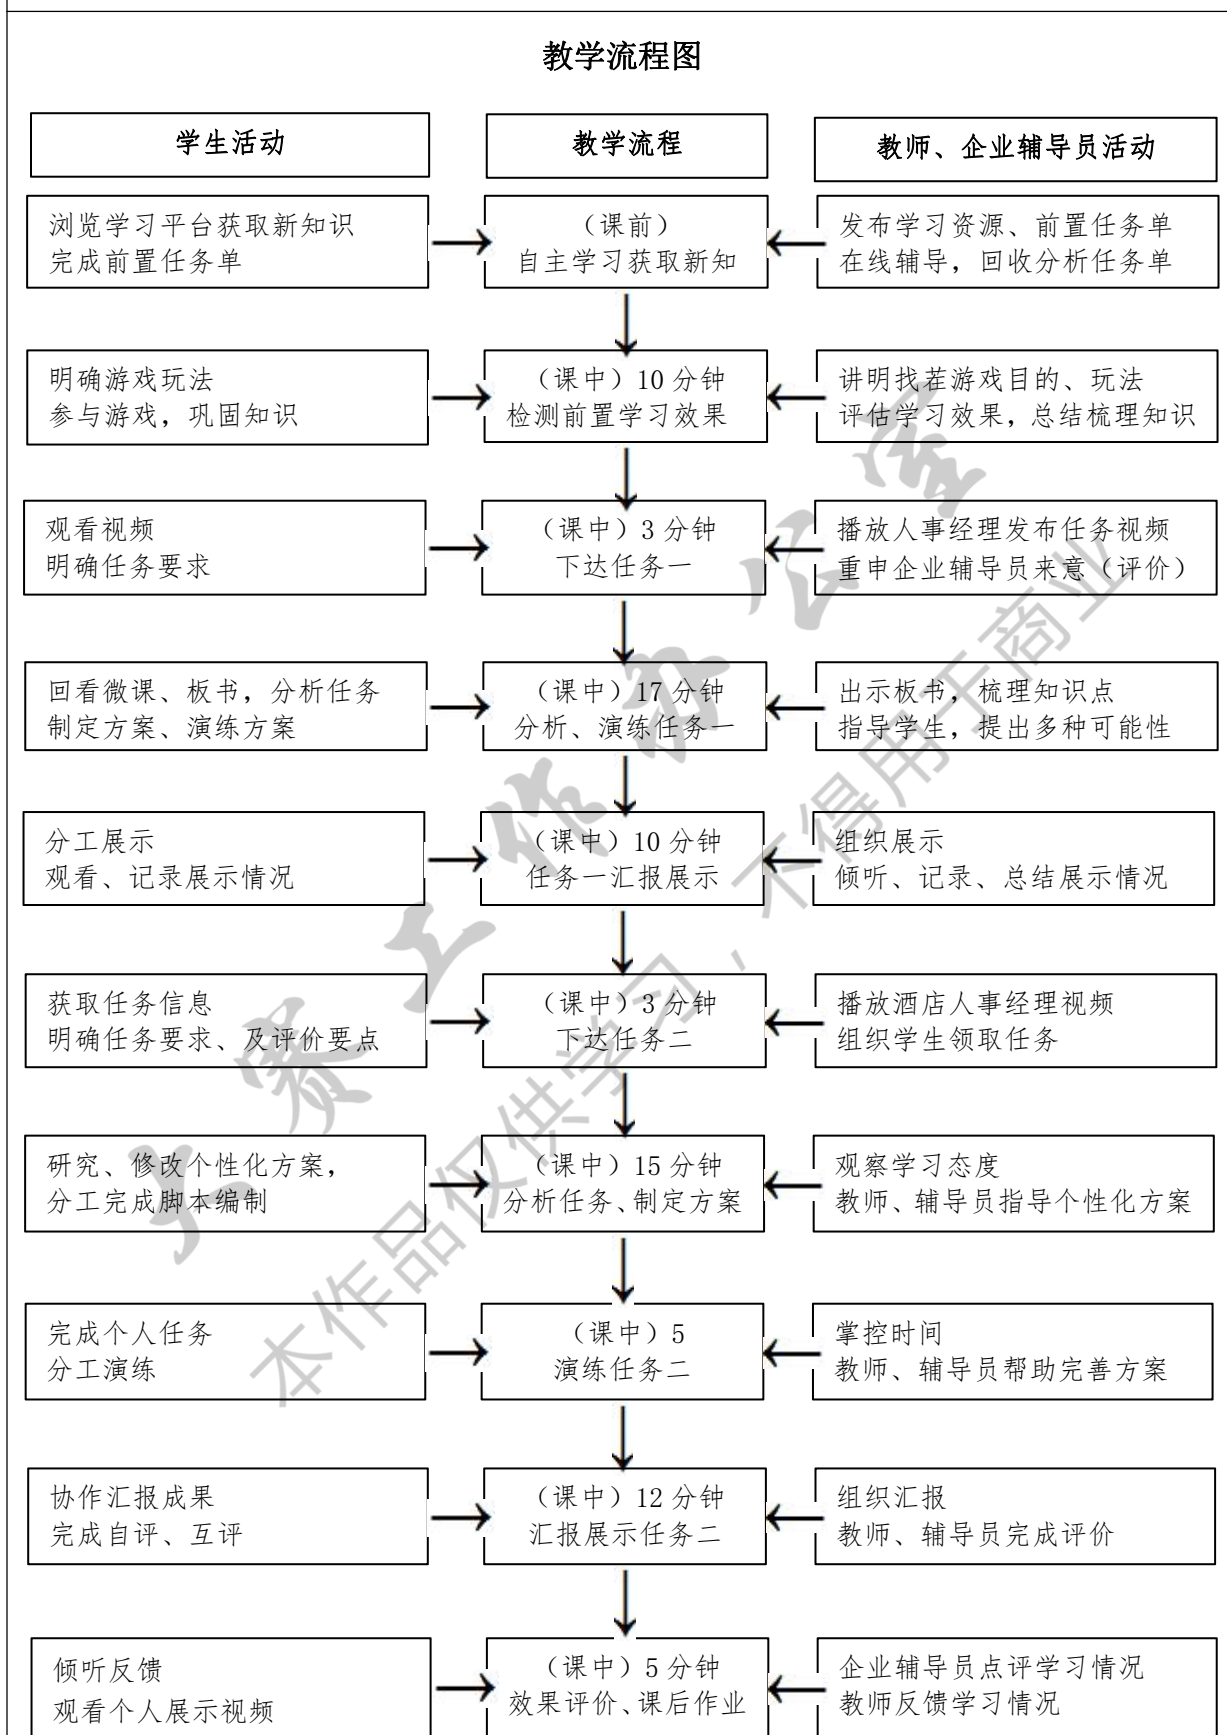 教学流程图
学生活动
教学流程
教师、企业辅导员活动
浏览学习平台获取新知识
完成前置任务单
（课前）
自主学习获取新知
发布学习资源、前置任务单
在线辅导，回收分析任务单
明确游戏玩法
参与游戏，巩固知识
（课中）10 分钟
检测前置学习效果
讲明找茬游戏目的、玩法
评估学习效果，总结梳理知识
观看视频
明确任务要求
（课中）3 分钟
下达任务一
播放人事经理发布任务视频
重申企业辅导员来意（评价）
回看微课、板书，分析任务
制定方案、演练方案
（课中）17 分钟
分析、演练任务一
出示板书，梳理知识点
指导学生，提出多种可能性
分工展示
观看、记录展示情况
（课中）10 分钟
任务一汇报展示
组织展示
倾听、记录、总结展示情况
获取任务信息
明确任务要求、及评价要点
（课中）3 分钟
下达任务二
播放酒店人事经理视频
组织学生领取任务
研究、修改个性化方案，
分工完成脚本编制
（课中）15 分钟
分析任务、制定方案
观察学习态度
教师、辅导员指导个性化方案
完成个人任务
分工演练
（课中）5
演练任务二
掌控时间
教师、辅导员帮助完善方案
协作汇报成果
完成自评、互评
（课中）12 分钟
汇报展示任务二
组织汇报
教师、辅导员完成评价
倾听反馈
观看个人展示视频
（课中）5 分钟
效果评价、课后作业
企业辅导员点评学习情况
教师反馈学习情况
大赛工作办公室
本作品仅供学习，不得用于商业